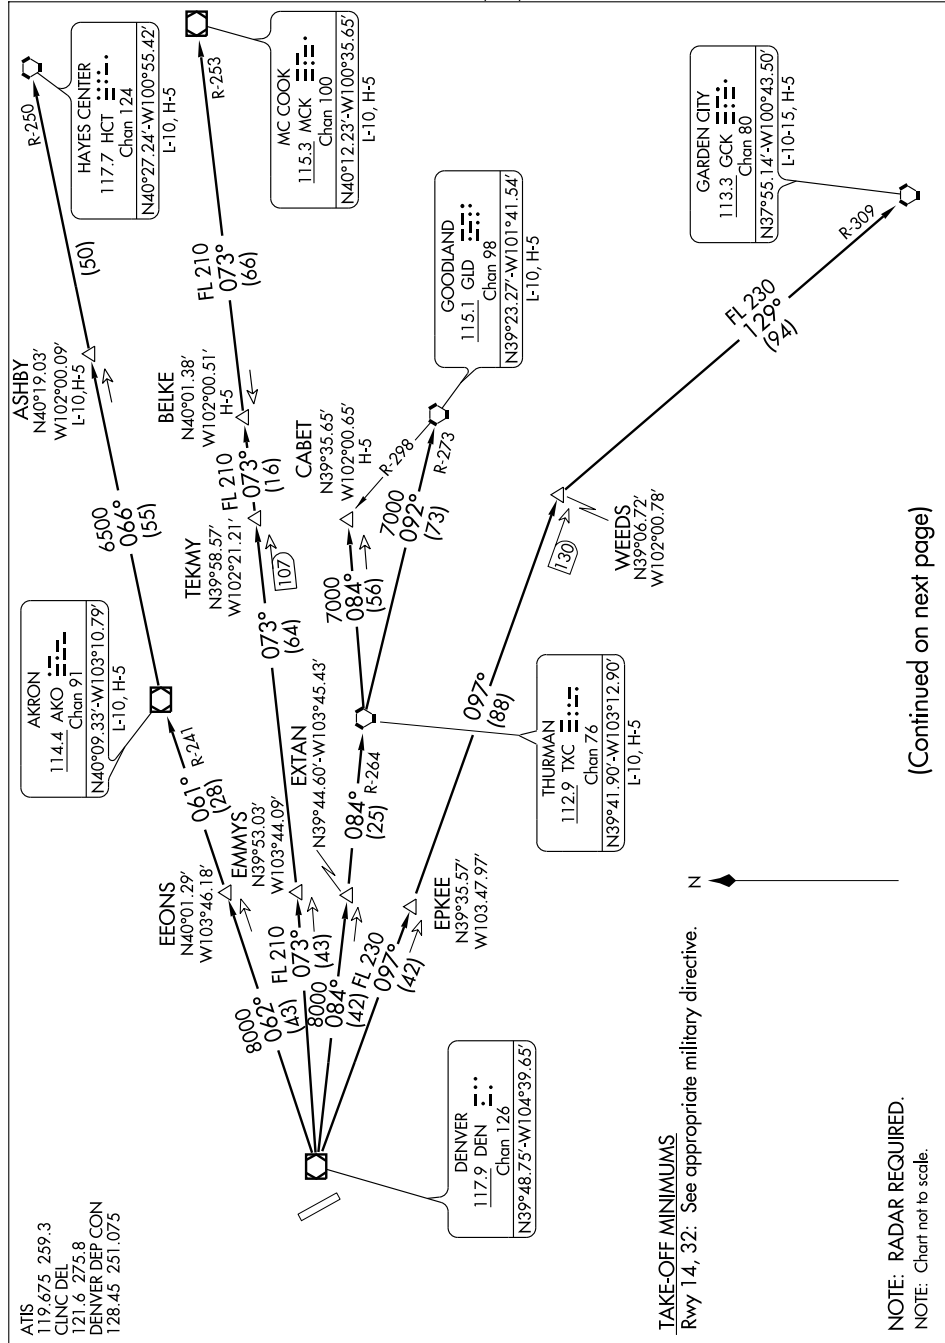 ATIS
119.675 259.3
CLNC DEL
121.6 275.8
DENVER DEP CON
128.45 251.075
AKRON
114.4 AKO
Chan 91
N40°09.33'-W103°10.79'
L-10, H-5
ASHBY
N40°19.03'
W102°00.09'
L-10,H-5
R-250
HAYES CENTER
117.7 HCT
Chan 124
N40°27.24'-W100°55.42'
L-10, H-5
(50)
6500
066°
(55)
R-241
061°
(28)
EEONS
N40°01.29'
W103°46.18'
8000
062°
(43)
R-253
MC COOK
115.3 MCK
Chan 100
N40°12.23'-W100°35.65'
L-10, H-5
FL 210
073°
(66)
BELKE
N40°01.38'
W102°00.51'
H-5
FL 210
073°
(16)
TEKMY
N39°58.57'
W102°21.21'
107
073°
(64)
EMMYS
N39°53.03'
W103°44.09'
FL 210
073°
(43)
EXTAN
N39°44.60'-W103°45.43'
8000
084°
(42)
084°
(25)
R-264
CABET
N39°35.65'
W102°00.65'
H-5
R-298
7000
084°
(56)
7000
092°
(73)
R-273
GOODLAND
115.1 GLD
Chan 98
N39°23.27'-W101°41.54'
L-10, H-5
THURMAN
112.9 TXC
Chan 76
N39°41.90'-W103°12.90'
L-10, H-5
FL 230
097°
(42)
EPKEE
N39°35.57'
W103.47.97'
097°
(88)
130
WEEDS
N39°06.72'
W102°00.78'
FL 230
129°
(94)
R-309
GARDEN CITY
113.3 GCK
Chan 80
N37°55.14'-W100°43.50'
L-10-15, H-5
DENVER
117.9 DEN
Chan 126
N39°48.75'-W104°39.65'
N
TAKE-OFF MINIMUMS
Rwy 14, 32: See appropriate military directive.
NOTE: RADAR REQUIRED.
NOTE: Chart not to scale.
(Continued on next page)